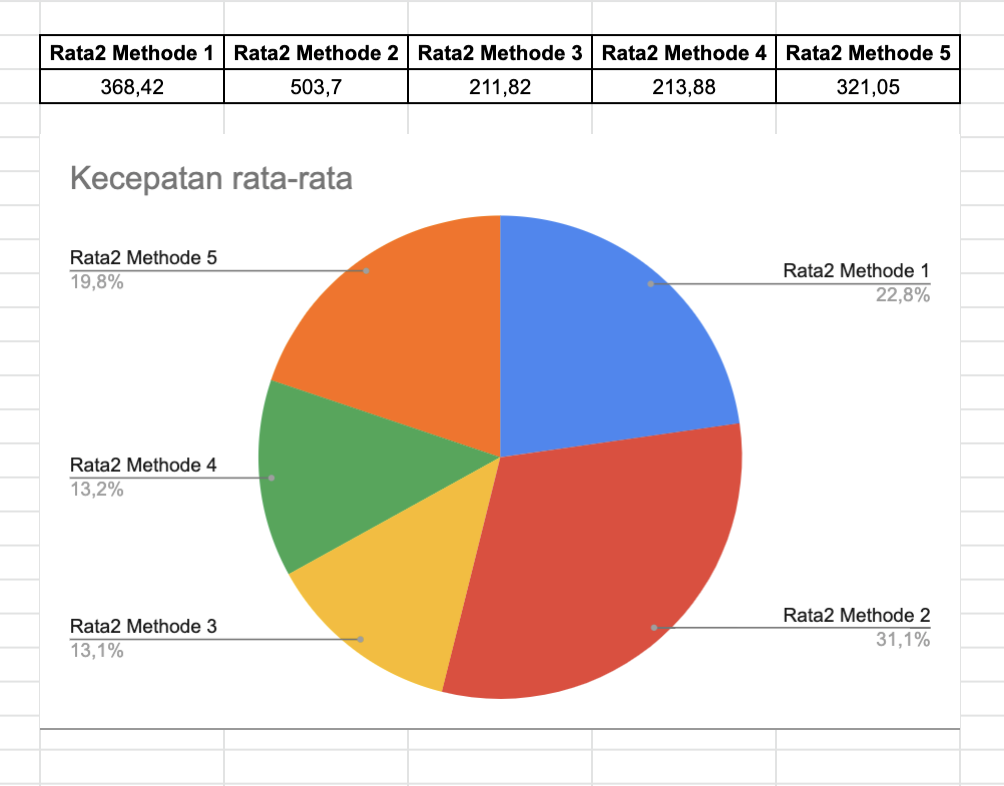 Rata2 Methode 1 Rata2 Methode 2 Rata2 Methode 3 Rata2 Methode 4 Rata2 Methode 5
368,42 503,7 211,82 213,88 321,05
Kecepatan rata-rata
Rata2 Methode 5
19,8%
Rata2 Methode 1
22,8%
Rata2 Methode 4
13,2%
Rata2 Methode 2
31,1%
Rata2 Methode 3
13,1%